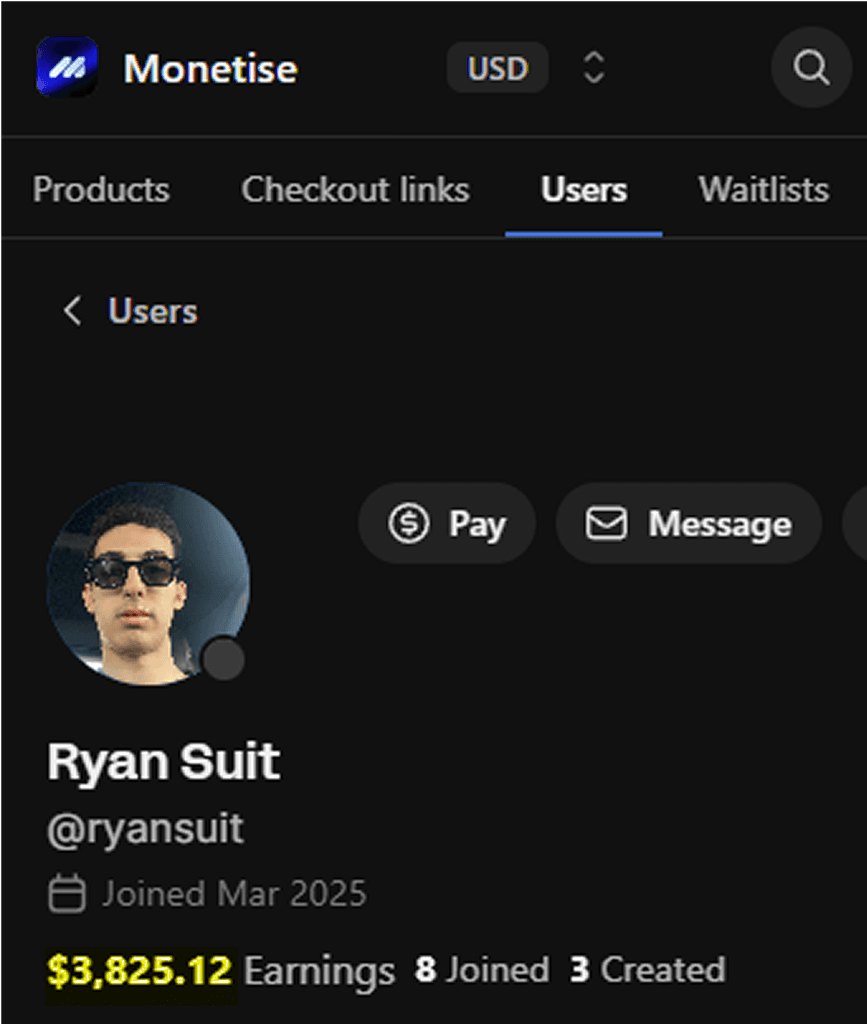 Monetise USD
Products Checkout links Users Waitlists
Users
Pay Message
Ryan Suit
@ryansuit
Joined Mar 2025
$3,825.12 Earnings 8 Joined 3 Created